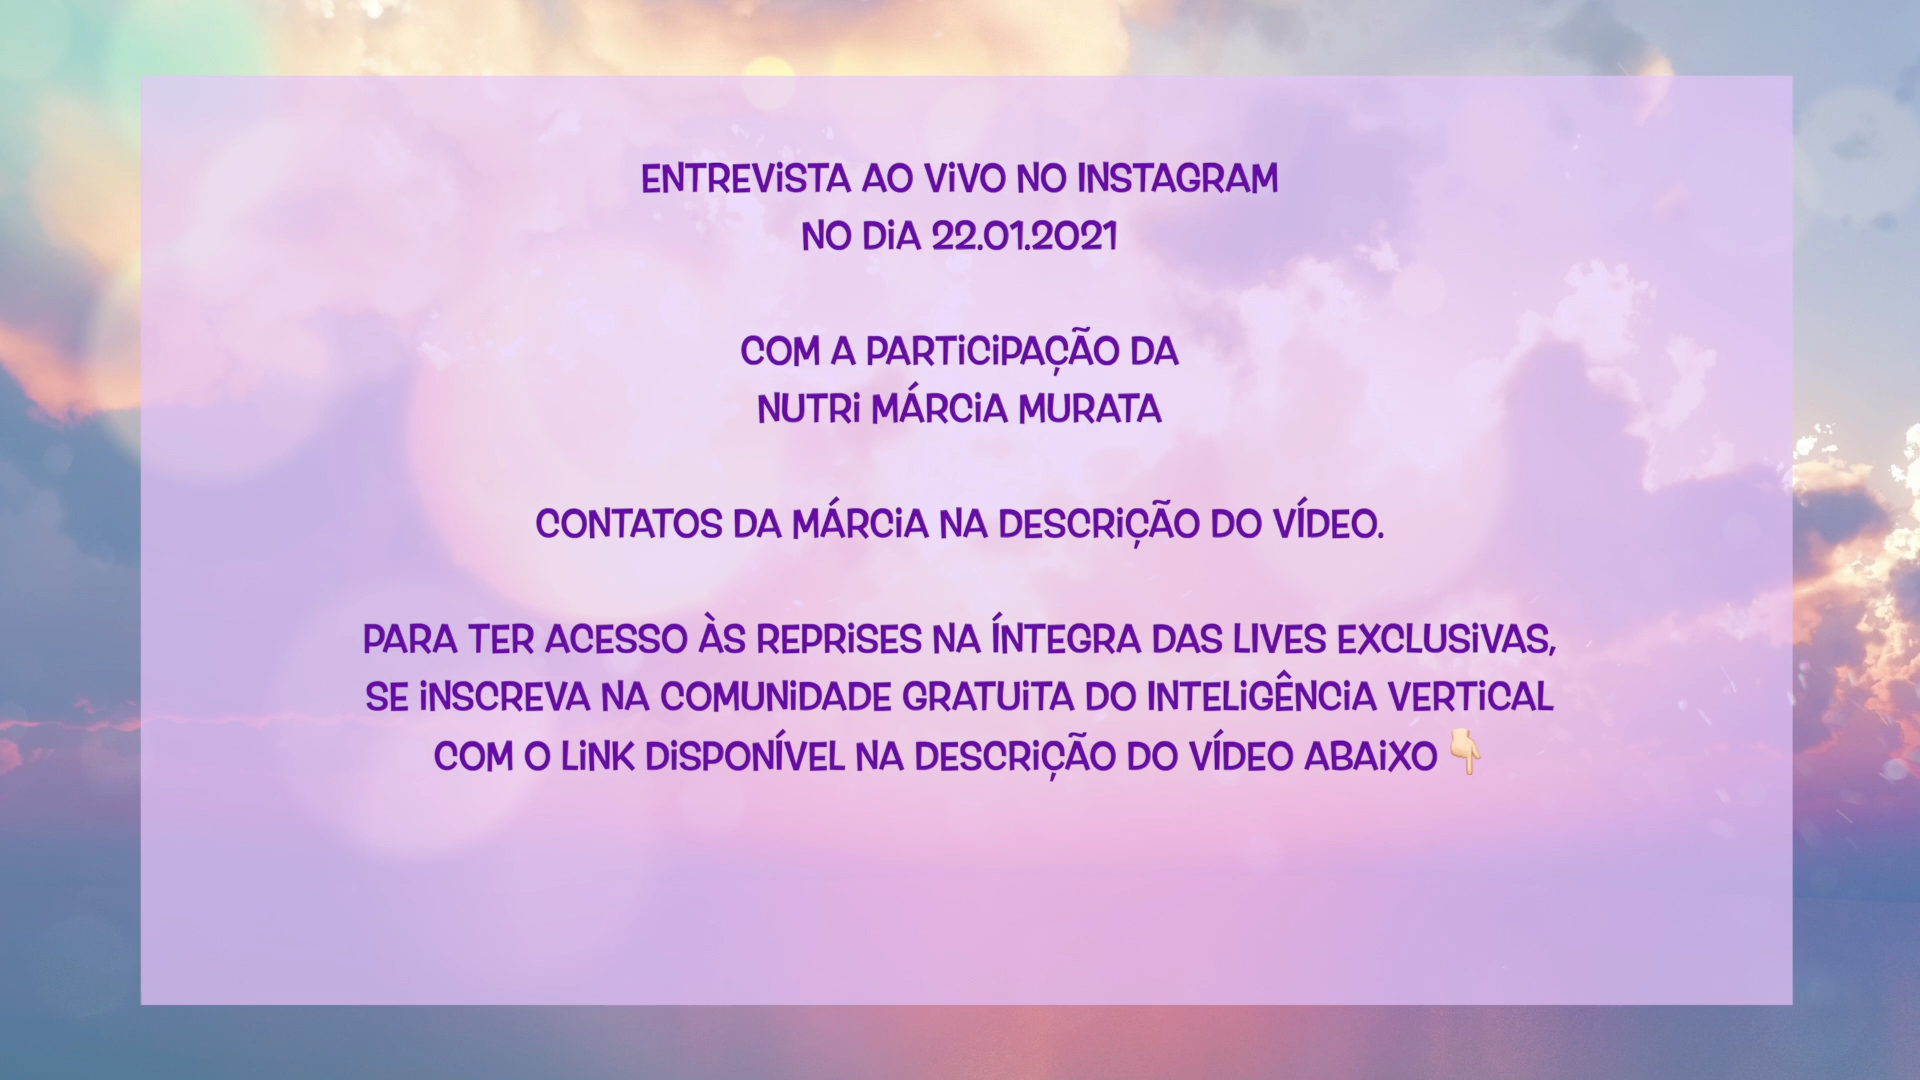 ENTREViSTA AO ViVO NO INSTAGRAM
NO DiA 22.01.2021
COM A PARTiCiPAÇÃO DA
NUTRi MÁRCiA MURATA
CONTATOS DA MÁRCiA NA DESCRiÇÃO DO VÍDEO.
PARA TER ACESSO ÀS REPRiSES NA ÍNTEGRA DAS LIVES EXCLUSiVAS,
SE iNSCREVA NA COMUNiDADE GRATUiTA DO INTELiGÊNCiA VERTiCAL
COM O LiNK DiSPONÍVEL NA DESCRiÇÃO DO VÍDEO ABAiXO 👇🏼